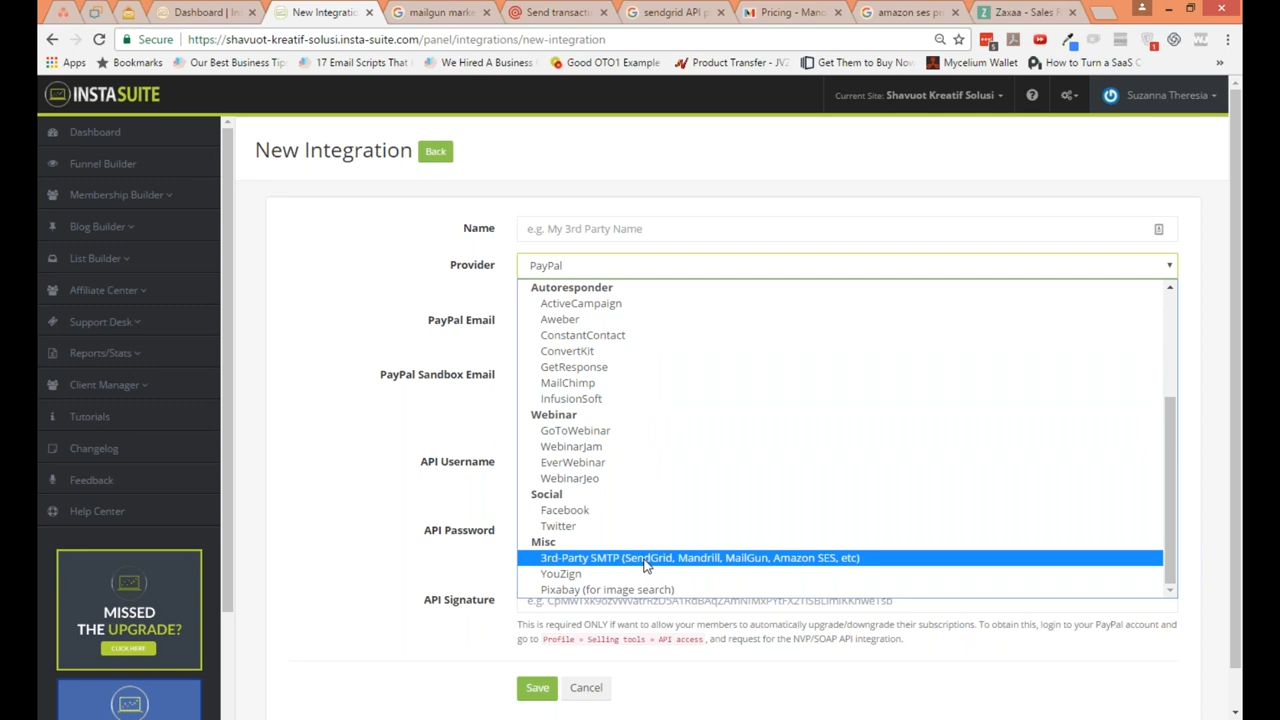 Dashboard | In
New Integration
mailgun marke
Send transacti
sendgrid API p
Pricing - Mand
amazon ses pr
Zaxaa - Sales R
Secure
https://shavuot-kreatif-solusi.insta-suite.com/panel/integrations/new-integration
Apps
Bookmarks
Our Best Business Tip
17 Email Scripts That
We Hired A Business
Good OTO1 Example
Product Transfer - JVZ
Get Them to Buy Now
Mycelium Wallet
How to Turn a SaaS C
INSTASUITE
Current Site: Shavuot Kreatif Solusi
Suzanna Theresia
Dashboard
Funnel Builder
Membership Builder
Blog Builder
List Builder
Affiliate Center
Support Desk
Reports/Stats
Client Manager
Tutorials
Changelog
Feedback
Help Center
MISSED
THE UPGRADE?
CLICK HERE
New Integration
Back
Name
e.g. My 3rd Party Name
Provider
PayPal
PayPal Email
PayPal Sandbox Email
API Username
API Password
API Signature
Autoresponder
ActiveCampaign
Aweber
ConstantContact
ConvertKit
GetResponse
MailChimp
InfusionSoft
Webinar
GoToWebinar
WebinarJam
EverWebinar
WebinarJeo
Social
Facebook
Twitter
Misc
3rd-Party SMTP (SendGrid, Mandrill, MailGun, Amazon SES, etc)
YouZign
Pixabay (for image search)
This is required ONLY if want to allow your members to automatically upgrade/downgrade their subscriptions. To obtain this, login to your PayPal account and
go to Profile » Selling tools » API access, and request for the NVP/SOAP API integration.
Save
Cancel